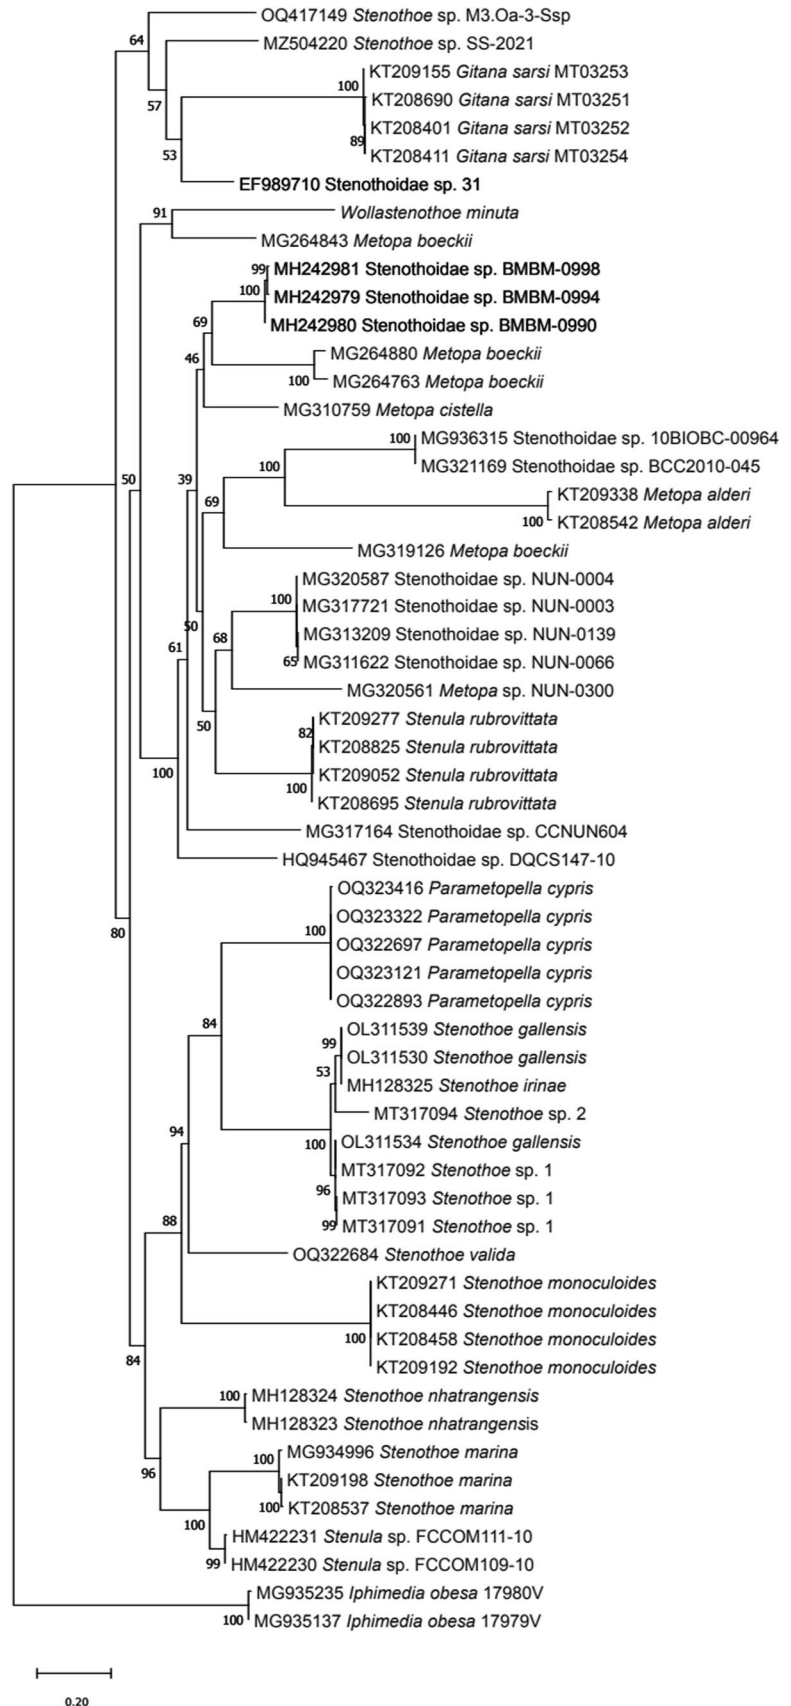 OQ417149 Stenothoe sp. M3.Oa-3-Ssp
64
MZ504220 Stenothoe sp. SS-2021
KT209155 Gitana sarsi MT03253
100
KT208690 Gitana sarsi MT03251
57
KT208401 Gitana sarsi MT03252
89
KT208411 Gitana sarsi MT03254
53
EF989710 Stenothoidae sp. 31
91
Wollastenothoe minuta
MG264843 Metopa boeckii
99
MH242981 Stenothoidae sp. BMBM-0998
100
MH242979 Stenothoidae sp. BMBM-0994
69
MH242980 Stenothoidae sp. BMBM-0990
46
MG264880 Metopa boeckii
100
MG264763 Metopa boeckii
MG310759 Metopa cistella
100
MG936315 Stenothoidae sp. 10BIOBC-00964
100
MG321169 Stenothoidae sp. BCC2010-045
50
39
KT209338 Metopa alderi
69
100
KT208542 Metopa alderi
MG319126 Metopa boeckii
MG320587 Stenothoidae sp. NUN-0004
100
MG317721 Stenothoidae sp. NUN-0003
50
68
MG313209 Stenothoidae sp. NUN-0139
61
65
MG311622 Stenothoidae sp. NUN-0066
MG320561 Metopa sp. NUN-0300
50
KT209277 Stenula rubrovittata
82
KT208825 Stenula rubrovittata
100
KT209052 Stenula rubrovittata
100
KT208695 Stenula rubrovittata
MG317164 Stenothoidae sp. CCNUN604
HQ945467 Stenothoidae sp. DQCS147-10
OQ323416 Parametopella cypris
OQ323322 Parametopella cypris
80
100
OQ322697 Parametopella cypris
OQ323121 Parametopella cypris
OQ322893 Parametopella cypris
84
OL311539 Stenothoe gallensis
99
OL311530 Stenothoe gallensis
53
MH128325 Stenothoe irinae
MT317094 Stenothoe sp. 2
94
100
OL311534 Stenothoe gallensis
MT317092 Stenothoe sp. 1
96
MT317093 Stenothoe sp. 1
88
99
MT317091 Stenothoe sp. 1
OQ322684 Stenothoe valida
KT209271 Stenothoe monoculoides
KT208446 Stenothoe monoculoides
100
KT208458 Stenothoe monoculoides
84
KT209192 Stenothoe monoculoides
100
MH128324 Stenothoe nhatrangensis
MH128323 Stenothoe nhatrangensis
100
MG934996 Stenothoe marina
96
KT209198 Stenothoe marina
100
KT208537 Stenothoe marina
100
HM422231 Stenula sp. FCCOM111-10
99
HM422230 Stenula sp. FCCOM109-10
MG935235 Iphimedia obesa 17980V
100
MG935137 Iphimedia obesa 17979V
0.20